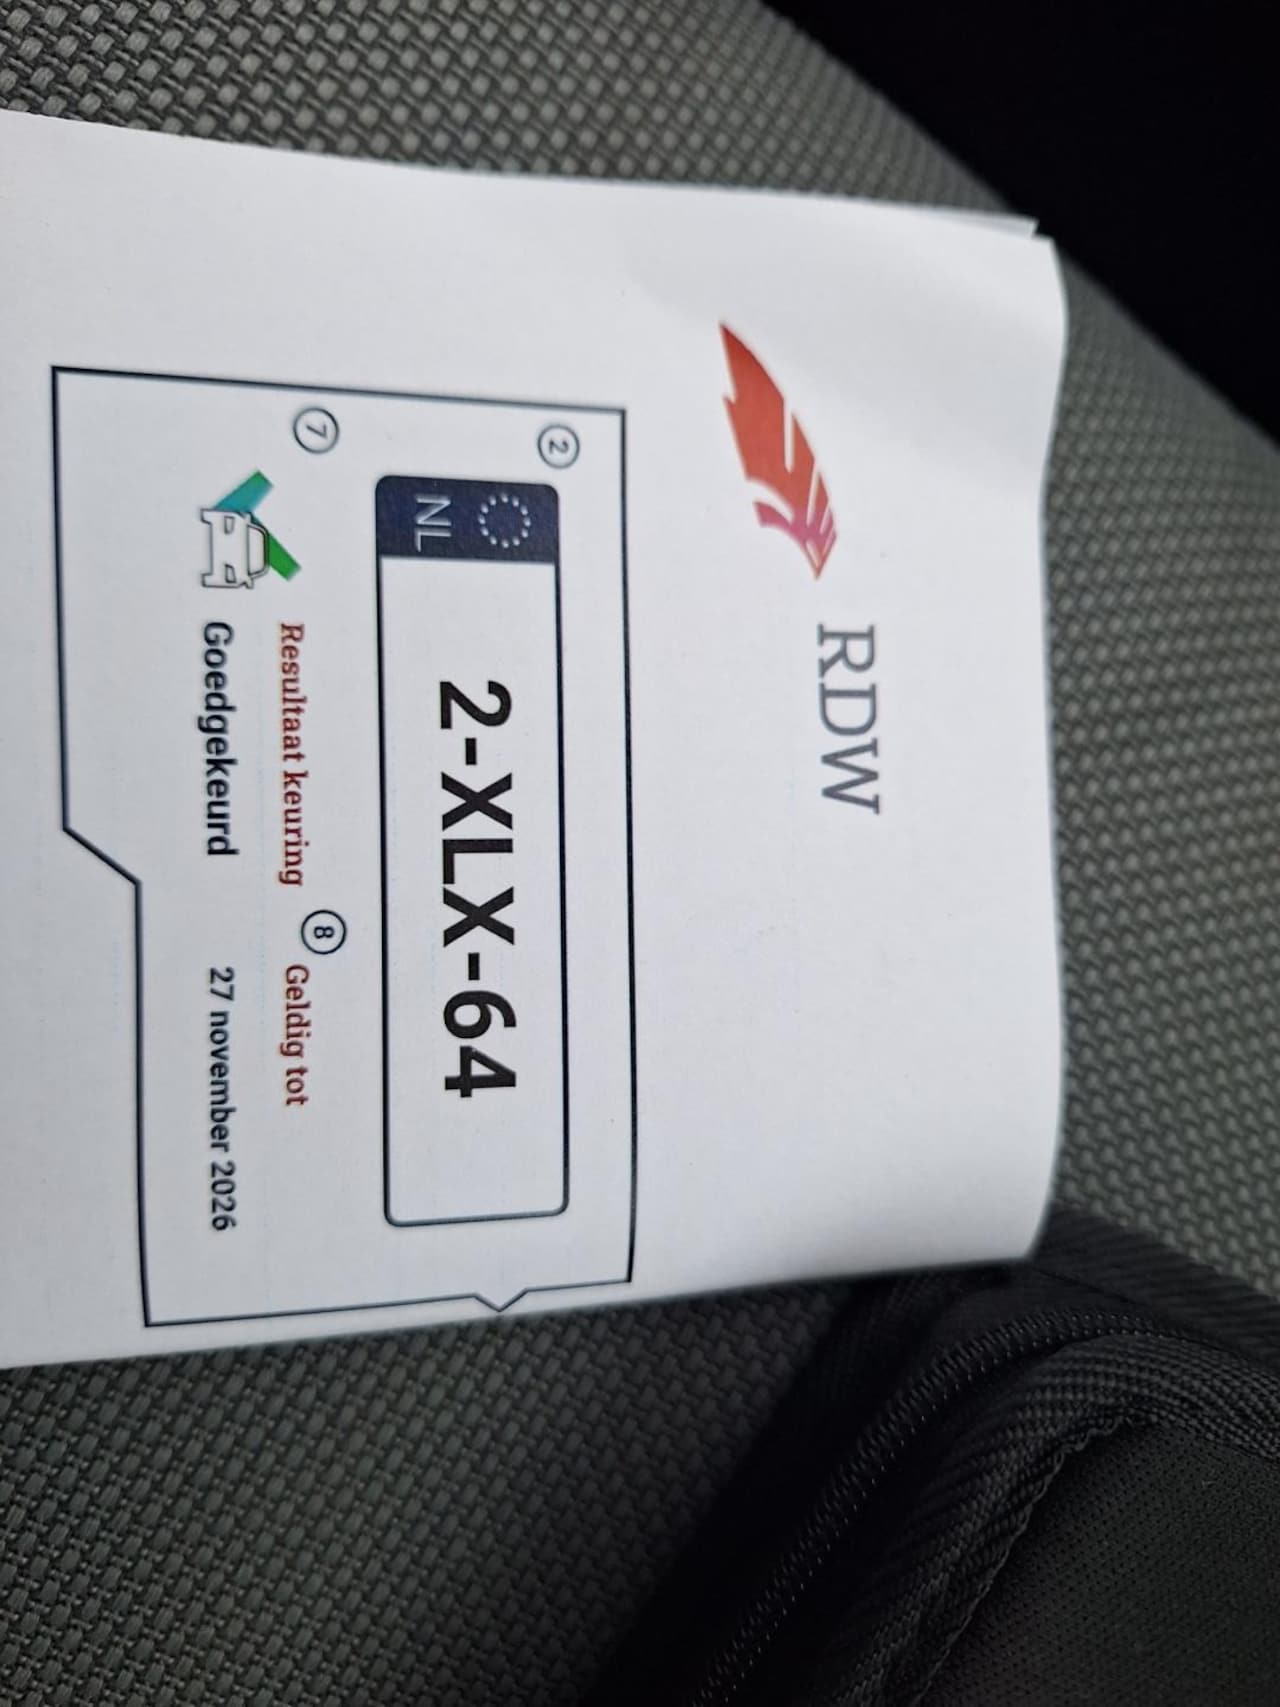 RDW
2
NL
2-XLX-64
7 Resultaat keuring
Goedgekeurd
8 Geldig tot
27 november 2026